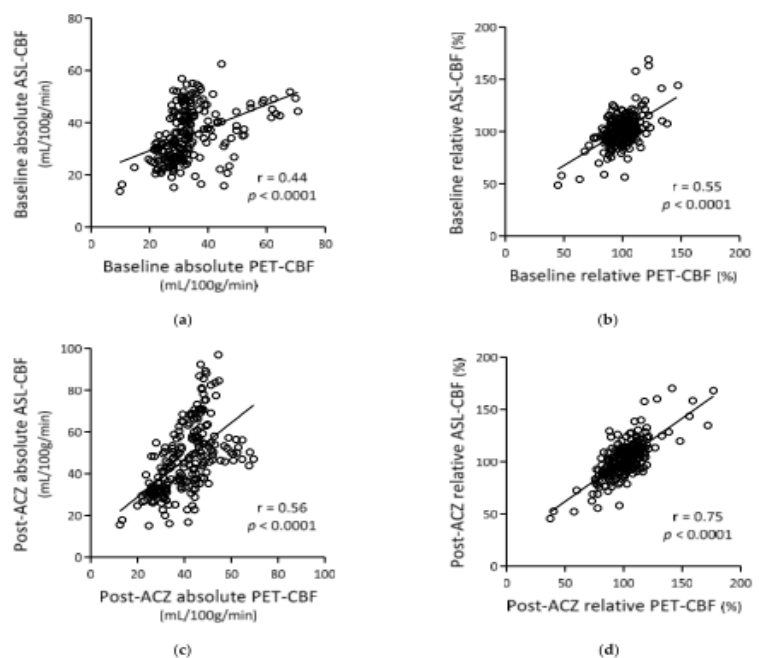 80
60
40
20
0
0 20 40 60 80
Baseline absolute ASL-CBF
(mL/100g/min)
r = 0.44
p < 0.0001
Baseline absolute PET-CBF
(mL/100g/min)
(a)
200
150
100
50
0
0 50 100 150 200
Baseline relative ASL-CBF (%)
r = 0.55
p < 0.0001
Baseline relative PET-CBF (%)
(b)
100
80
60
40
20
0
0 20 40 60 80 100
Post-ACZ absolute ASL-CBF
(mL/100g/min)
r = 0.56
p < 0.0001
Post-ACZ absolute PET-CBF
(mL/100g/min)
(c)
200
150
100
50
0
0 50 100 150 200
Post-ACZ relative ASL-CBF (%)
r = 0.75
p < 0.0001
Post-ACZ relative PET-CBF (%)
(d)